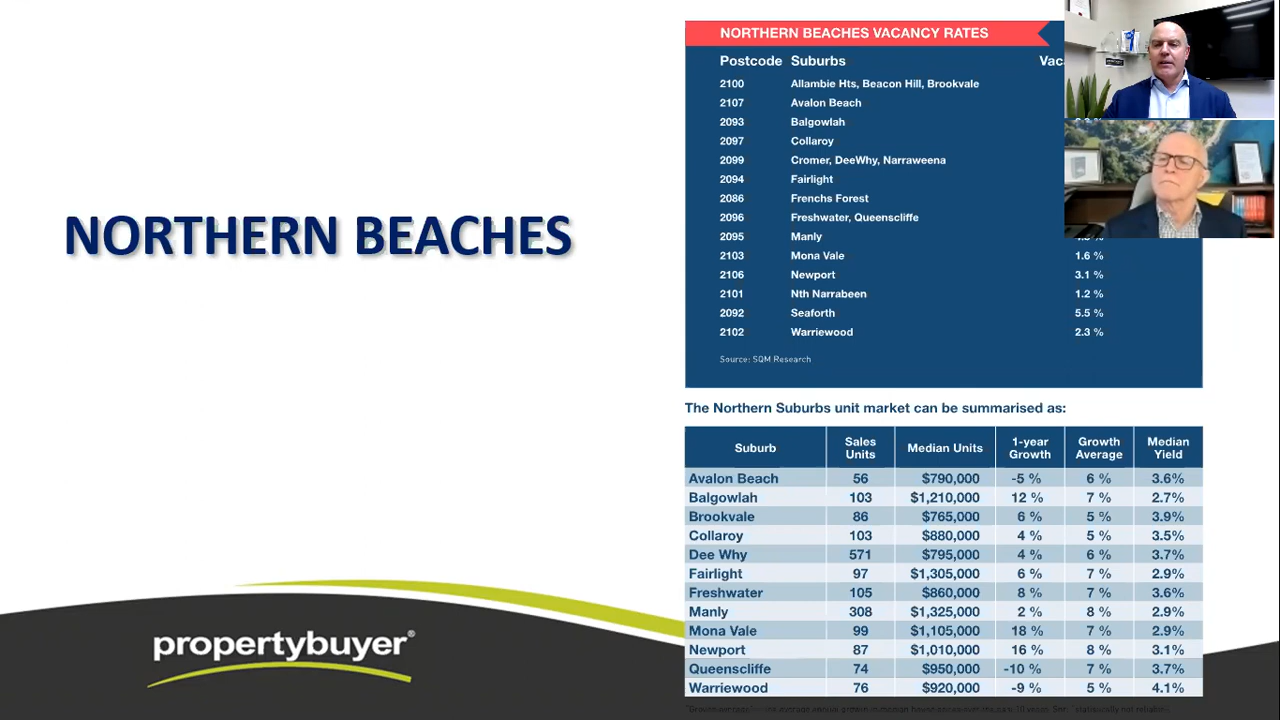 NORTHERN BEACHES
propertybuyer®
NORTHERN BEACHES VACANCY RATES
Postcode Suburbs
2100 Allambie Hts, Beacon Hill, Brookvale
2107 Avalon Beach
2093 Balgowlah
2097 Collaroy
2099 Cromer, DeeWhy, Narraweena
2094 Fairlight
2086 Frenchs Forest
2096 Freshwater, Queenscliffe
2095 Manly
2103 Mona Vale 1.6 %
2106 Newport 3.1 %
2101 Nth Narrabeen 1.2 %
2092 Seaforth 5.5 %
2102 Warriewood 2.3 %
Source: SQM Research
The Northern Suburbs unit market can be summarised as:
Suburb Sales Units Median Units 1-year Growth Growth Average Median Yield
Avalon Beach 56 $790,000 -5 % 6 % 3.6%
Balgowlah 103 $1,210,000 12 % 7 % 2.7%
Brookvale 86 $765,000 6 % 5 % 3.9%
Collaroy 103 $880,000 4 % 5 % 3.5%
Dee Why 571 $795,000 4 % 6 % 3.7%
Fairlight 97 $1,305,000 6 % 7 % 2.9%
Freshwater 105 $860,000 8 % 7 % 3.6%
Manly 308 $1,325,000 2 % 8 % 2.9%
Mona Vale 99 $1,105,000 18 % 7 % 2.9%
Newport 87 $1,010,000 16 % 8 % 3.1%
Queenscliffe 74 $950,000 -10 % 7 % 3.7%
Warriewood 76 $920,000 -9 % 5 % 4.1%